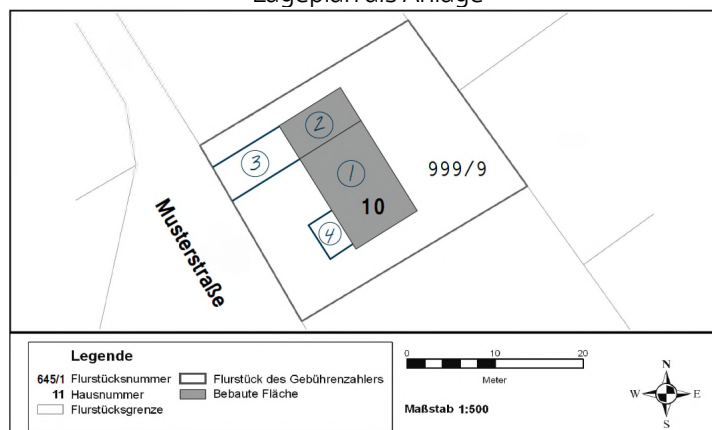 Lageplan als Anlage
2
3
1
999/9
10
4
Musterstraße
Legende
645/1 Flurstücksnummer
11 Hausnummer
Flurstücksgrenze
Flurstück des Gebührenzahlers
Bebaute Fläche
0 10 20
Meter
Maßstab 1:500
N
W E
S